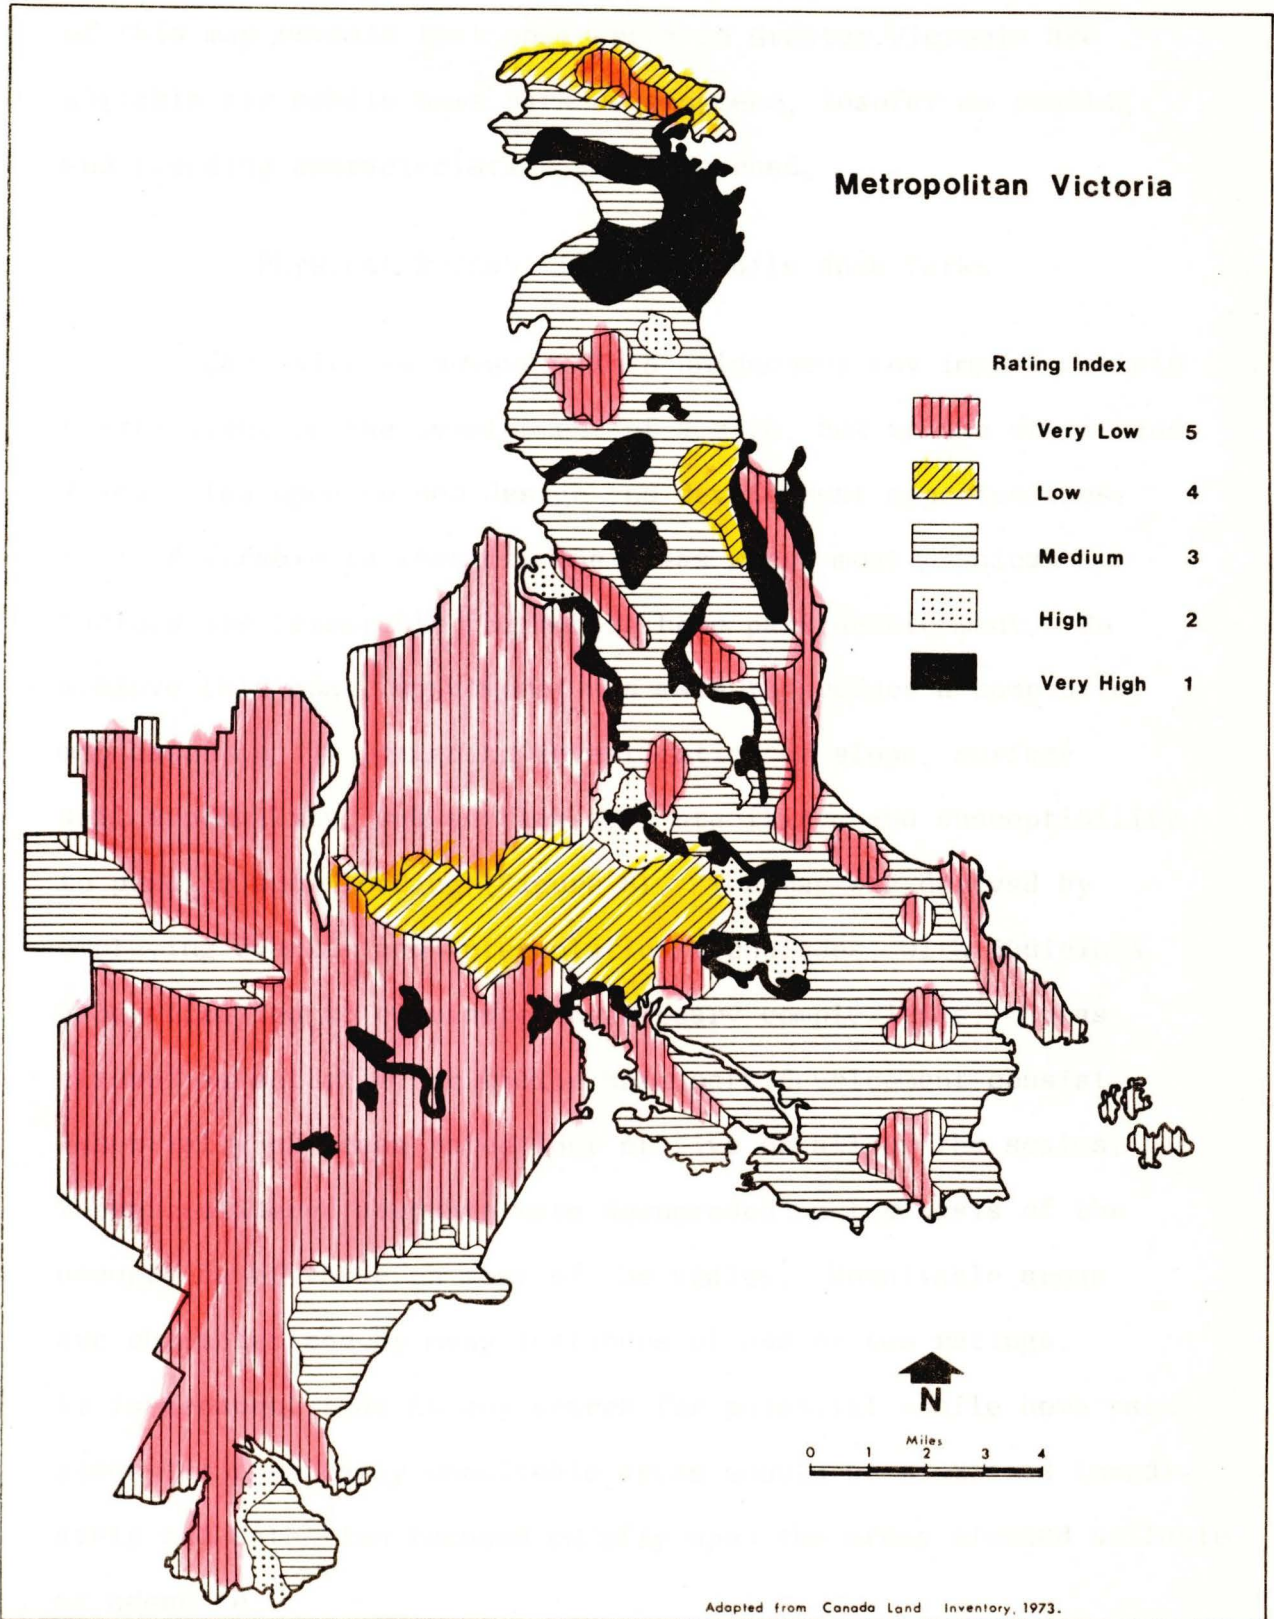 Metropolitan Victoria
Rating Index
Very Low 5
Low 4
Medium 3
High 2
Very High 1
N
Miles
0 1 2 3 4
Adapted from Canada Land Inventory, 1973.